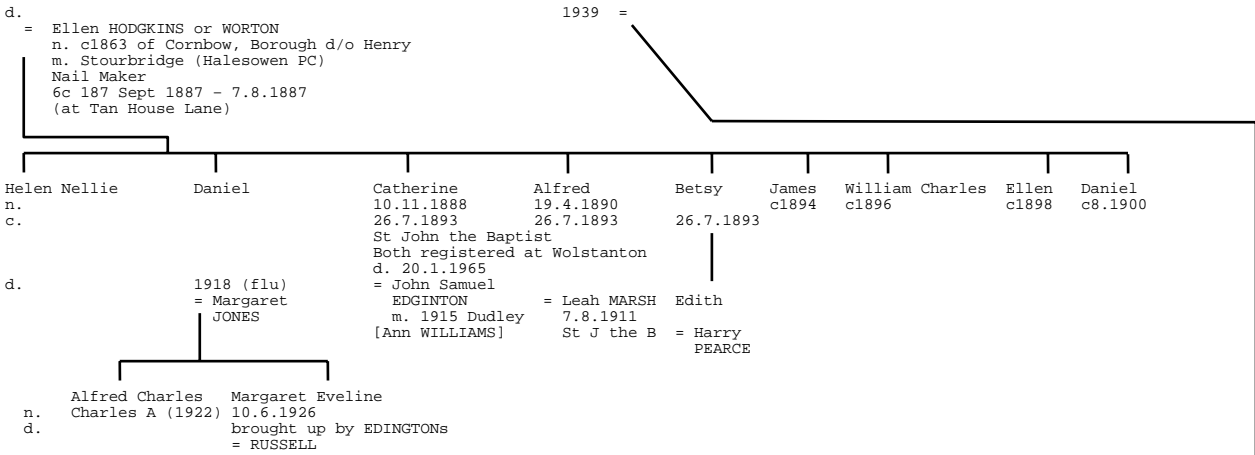 d. 1939 =
= Ellen HODGKINS or WORTON
n. c1863 of Cornbow, Borough d/o Henry
m. Stourbridge (Halesowen PC)
Nail Maker
6c 187 Sept 1887 – 7.8.1887
(at Tan House Lane)
Helen Nellie Daniel Catherine Alfred Betsy James William Charles Ellen Daniel
n. 10.11.1888 19.4.1890 c1894 c1896 c1898 c8.1900
c. 26.7.1893 26.7.1893 26.7.1893
St John the Baptist
Both registered at Wolstanton
d. 20.1.1965
d. 1918 (flu) = John Samuel
= Margaret EDGINTON = Leah MARSH Edith
JONES m. 1915 Dudley 7.8.1911
[Ann WILLIAMS] St J the B = Harry
PEARCE
Alfred Charles Margaret Eveline
n. Charles A (1922) 10.6.1926
d. brought up by EDINGTONs
= RUSSELL